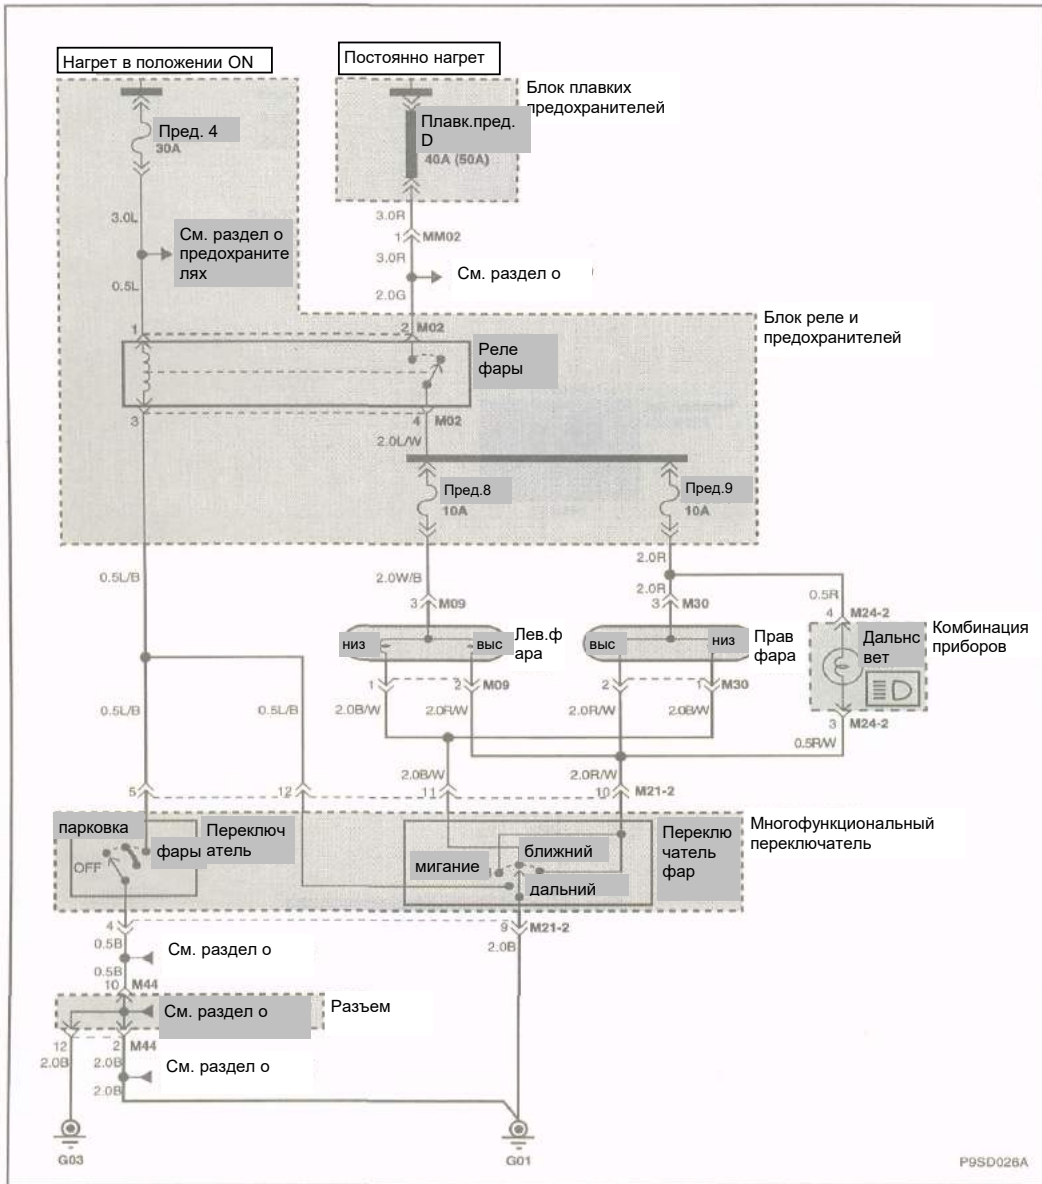 Нагрет в положении ON
Постоянно нагрет
Блок плавких
предохранителей
Пред. 4
30A
Плавк.пред.
D
40A (50A)
3.0L
3.0R
1 MM02
См. раздел о
предохраните
лях
3.0R
См. раздел о
0.5L
2.0G
Блок реле и
предохранителей
1
2 M02
Реле
фары
3
4 M02
2.0L/W
Пред.8
10A
Пред.9
10A
2.0R
0.5L/B
2.0W/B
2.0R
0.5R
3 M09
3 M30
4 M24-2
низ
выс
Лев.ф
ара
выс
низ
Прав
фара
Дальнс
вет
Комбинация
приборов
1
2 M09
2
1 M30
0.5L/B
0.5L/B
2.0B/W
2.0R/W
2.0R/W
2.0B/W
3 M24-2
0.5R/W
2.0B/W
2.0R/W
5
12
11
10 M21-2
парковка
OFF
фары
Переключ
атель
мигание
ближний
дальний
Переклю
чатель
фар
Многофункциональный
переключатель
4
9 M21-2
0.5B
2.0B
См. раздел о
0.5B
10 M44
См. раздел о
Разъем
12
2 M44
2.0B
2.0B
См. раздел о
2.0B
G03
G01
P9SD026A